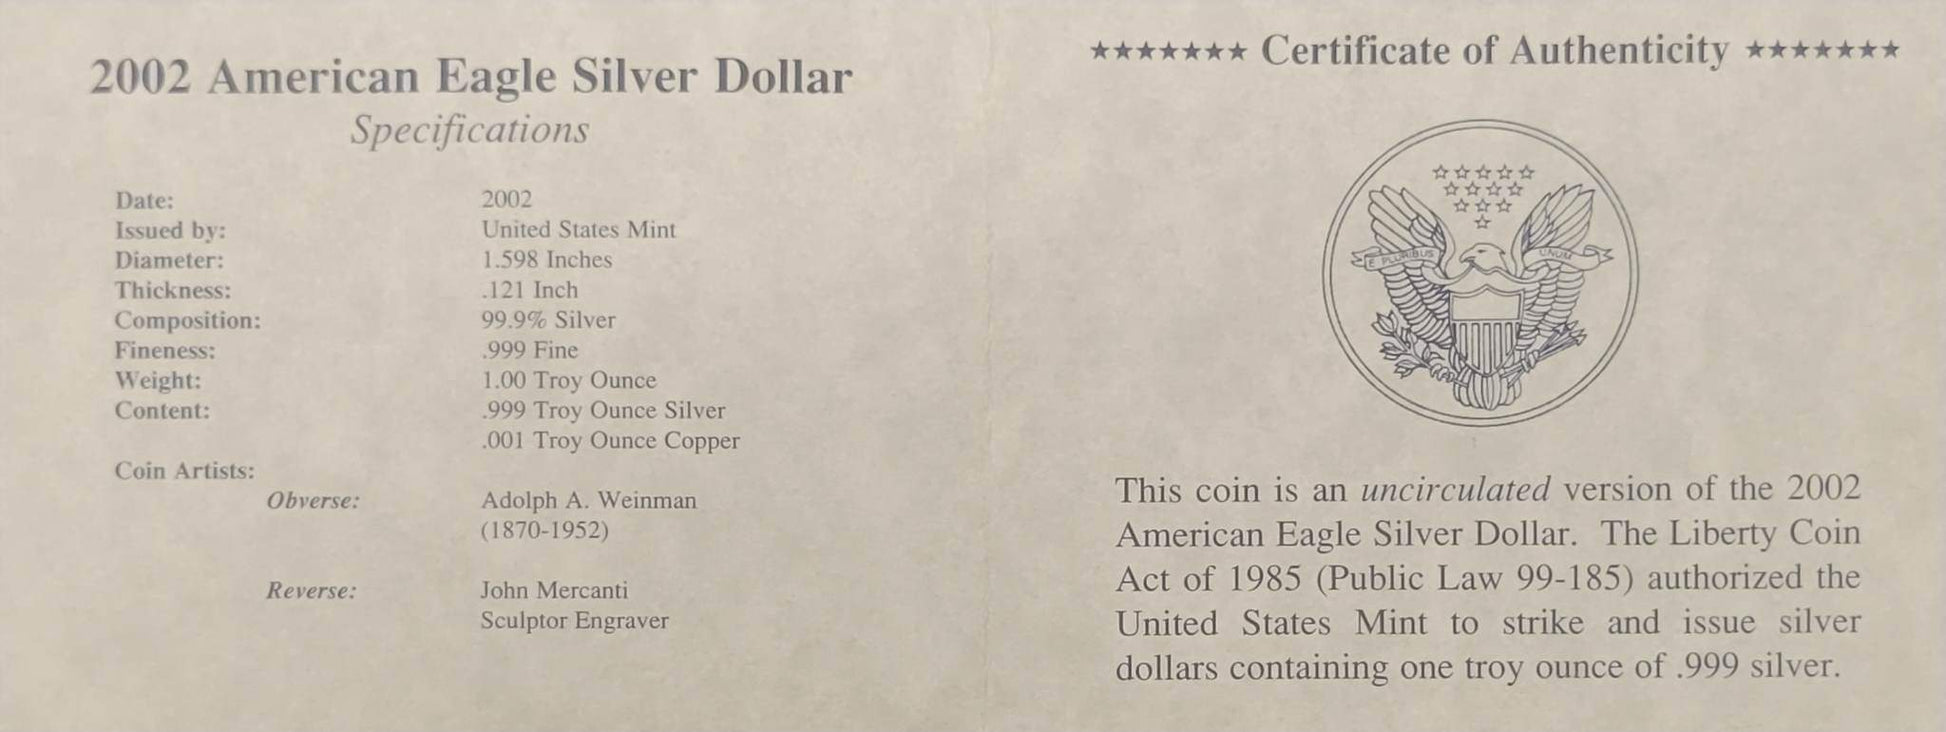 2002 American Eagle Silver Dollar
Specifications
Date: 2002
Issued by: United States Mint
Diameter: 1.598 Inches
Thickness: .121 Inch
Composition: 99.9% Silver
Fineness: .999 Fine
Weight: 1.00 Troy Ounce
Content: .999 Troy Ounce Silver
.001 Troy Ounce Copper
Coin Artists:
Obverse: Adolph A. Weinman
(1870-1952)
Reverse: John Mercanti
Sculptor Engraver
★★★★★★★ Certificate of Authenticity ★★★★★★★
E PLURIBUS UNUM
This coin is an uncirculated version of the 2002
American Eagle Silver Dollar. The Liberty Coin
Act of 1985 (Public Law 99-185) authorized the
United States Mint to strike and issue silver
dollars containing one troy ounce of .999 silver.